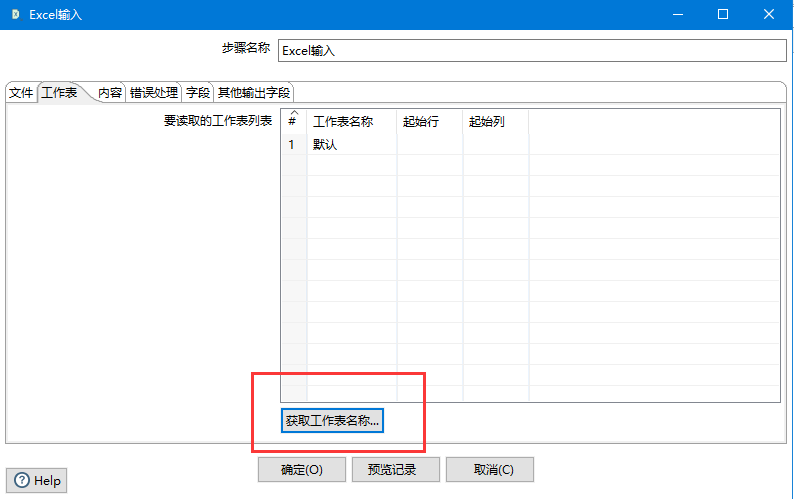 Excel输入
步骤名称 Excel输入
文件 工作表 内容 错误处理 字段 其他输出字段
要读取的工作表列表 # 工作表名称 起始行 起始列
1 默认
获取工作表名称...
确定(O) 预览记录 取消(C)
Help